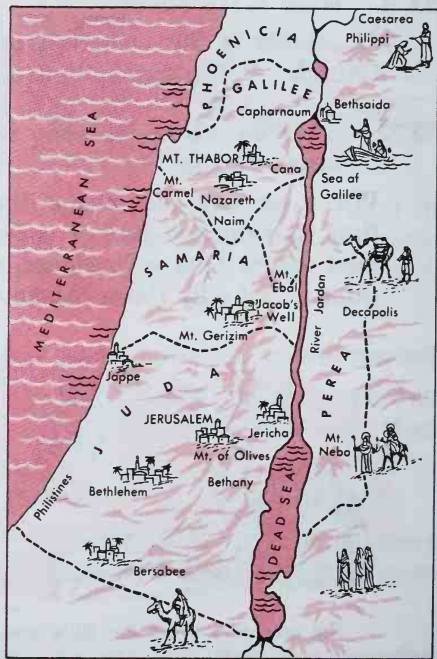 Caesarea
Philippi
PHOENICIA
GALILEE
Capharnaum
Bethsaida
MEDITERRANEAN SEA
MT. THABOR
Cana
Mt.
Carmel
Nazareth
Sea af
Galilee
Naim
SAMARIA
Mt.
Ebal
Jacob's
Well
River Jordan
Decapolis
Mt. Gerizim
Jappe
JUDA
PEREA
JERUSALEM
Jericha
Mt. of Olives
Mt.
Nebo
Bethlehem
Bethany
Philistines
DEAD SEA
Bersabee